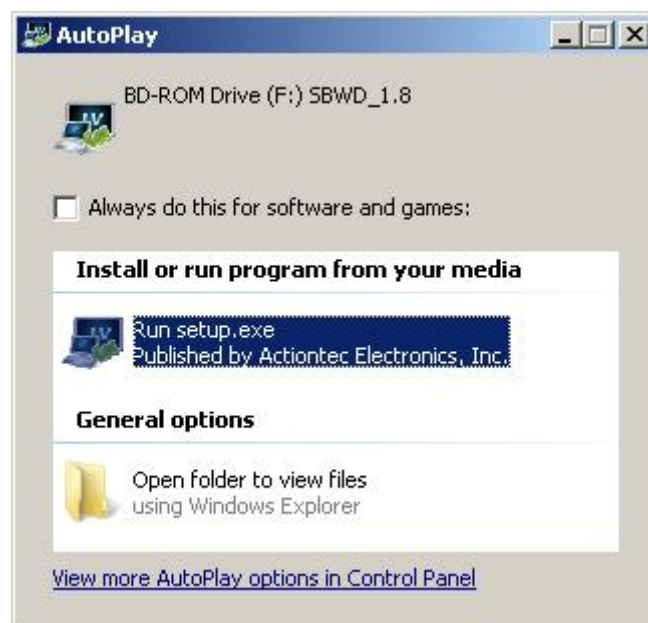 AutoPlay
BD-ROM Drive (F:) SBWD_1.8
Always do this for software and games:
Install or run program from your media
Run setup.exe
Published by Actiontec Electronics, Inc.
General options
Open folder to view files
using Windows Explorer
View more AutoPlay options in Control Panel